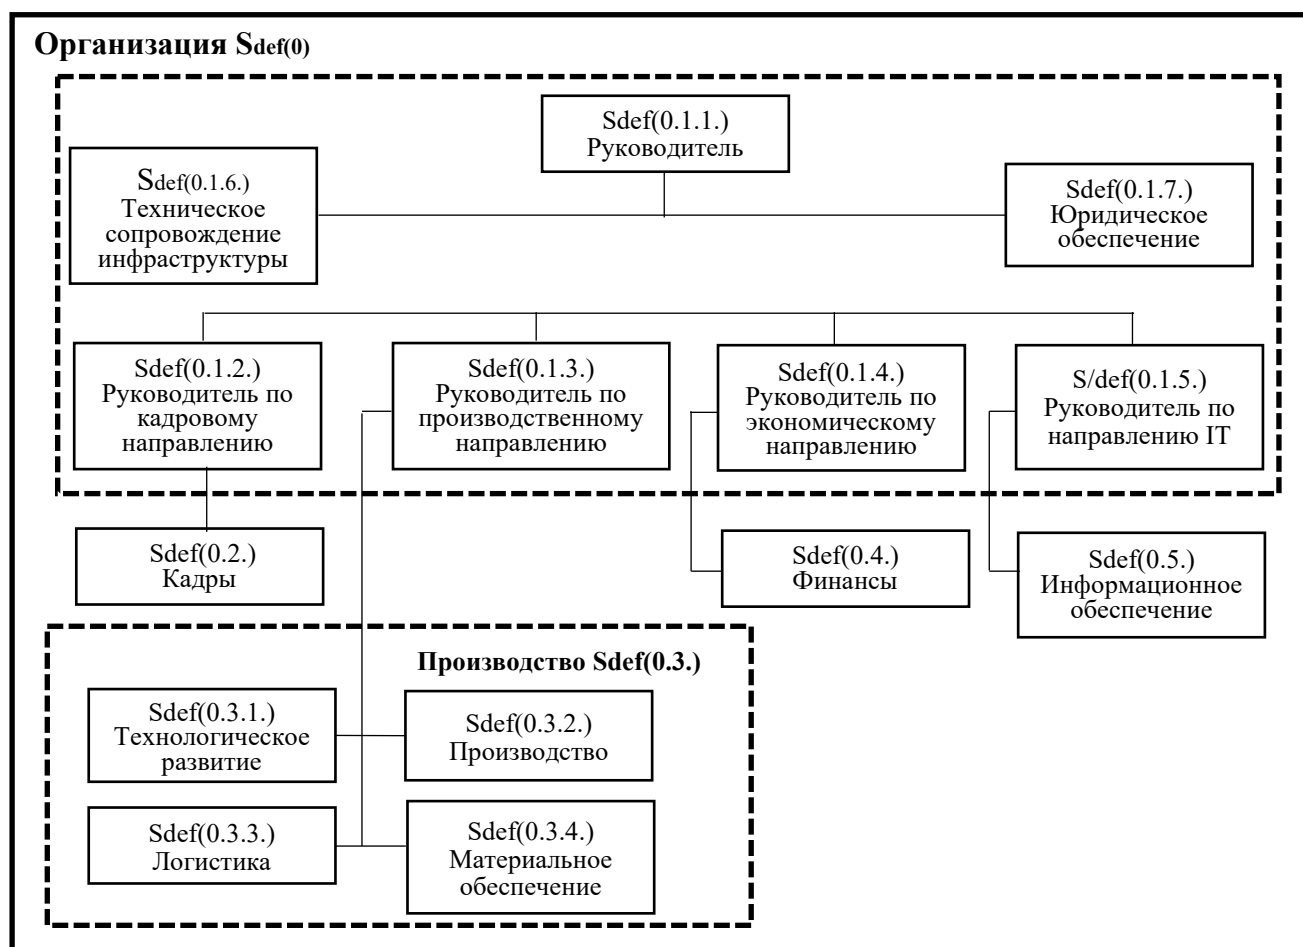 Организация Sdef(0)
Sdef(0.1.1.)
Руководитель
Sdef(0.1.6.)
Техническое
сопровождение
инфраструктуры
Sdef(0.1.7.)
Юридическое
обеспечение
Sdef(0.1.2.)
Руководитель по
кадровому
направлению
Sdef(0.1.3.)
Руководитель по
производственному
направлению
Sdef(0.1.4.)
Руководитель по
экономическому
направлению
S/def(0.1.5.)
Руководитель по
направлению IT
Sdef(0.2.)
Кадры
Sdef(0.4.)
Финансы
Sdef(0.5.)
Информационное
обеспечение
Производство Sdef(0.3.)
Sdef(0.3.1.)
Технологическое
развитие
Sdef(0.3.2.)
Производство
Sdef(0.3.3.)
Логистика
Sdef(0.3.4.)
Материальное
обеспечение